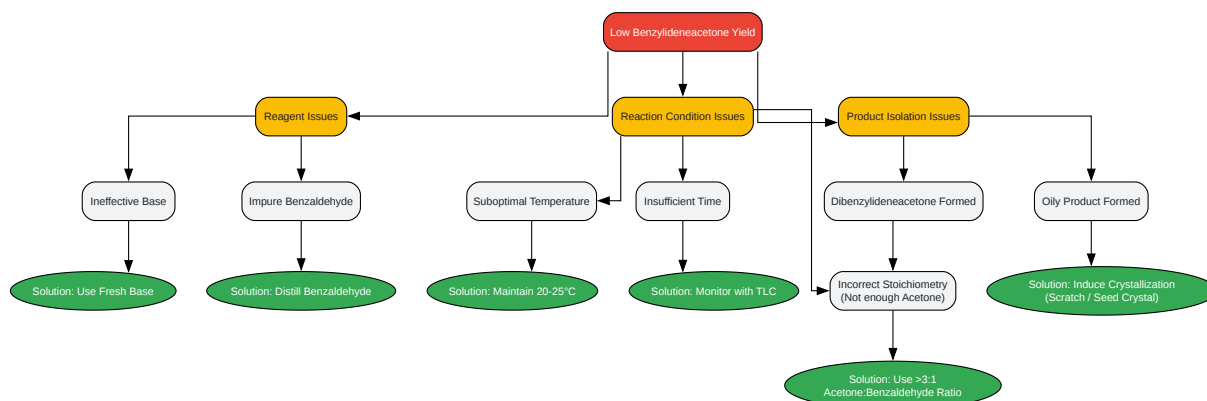 Low Benzylideneacetone Yield
Reagent Issues
Reaction Condition Issues
Product Isolation Issues
Ineffective Base
Impure Benzaldehyde
Suboptimal Temperature
Insufficient Time
Dibenzylideneacetone Formed
Oily Product Formed
Solution: Use Fresh Base
Solution: Distill Benzaldehyde
Solution: Maintain 20-25°C
Solution: Monitor with TLC
Incorrect Stoichiometry
(Not enough Acetone)
Solution: Induce Crystallization
(Scratch / Seed Crystal)
Solution: Use >3:1
Acetone:Benzaldehyde Ratio